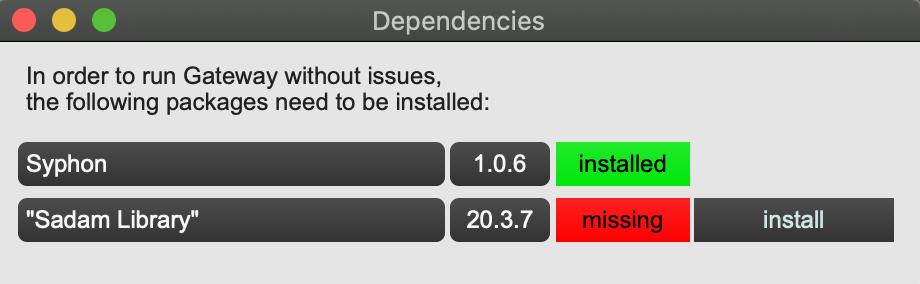 Dependencies
In order to run Gateway without issues,
the following packages need to be installed:
Syphon 1.0.6 installed
"Sadam Library" 20.3.7 missing install